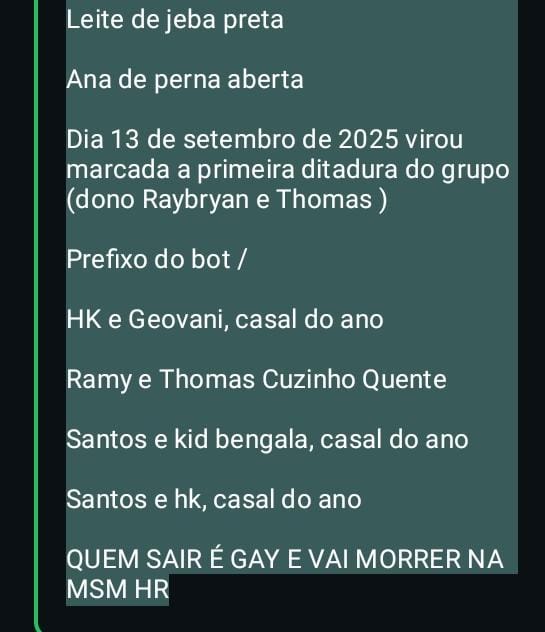 Leite de jeba preta
Ana de perna aberta
Dia 13 de setembro de 2025 virou
marcada a primeira ditadura do grupo
(dono Raybryan e Thomas )
Prefixo do bot /
HK e Geovani, casal do ano
Ramy e Thomas Cuzinho Quente
Santos e kid bengala, casal do ano
Santos e hk, casal do ano
QUEM SAIR É GAY E VAI MORRER NA
MSM HR